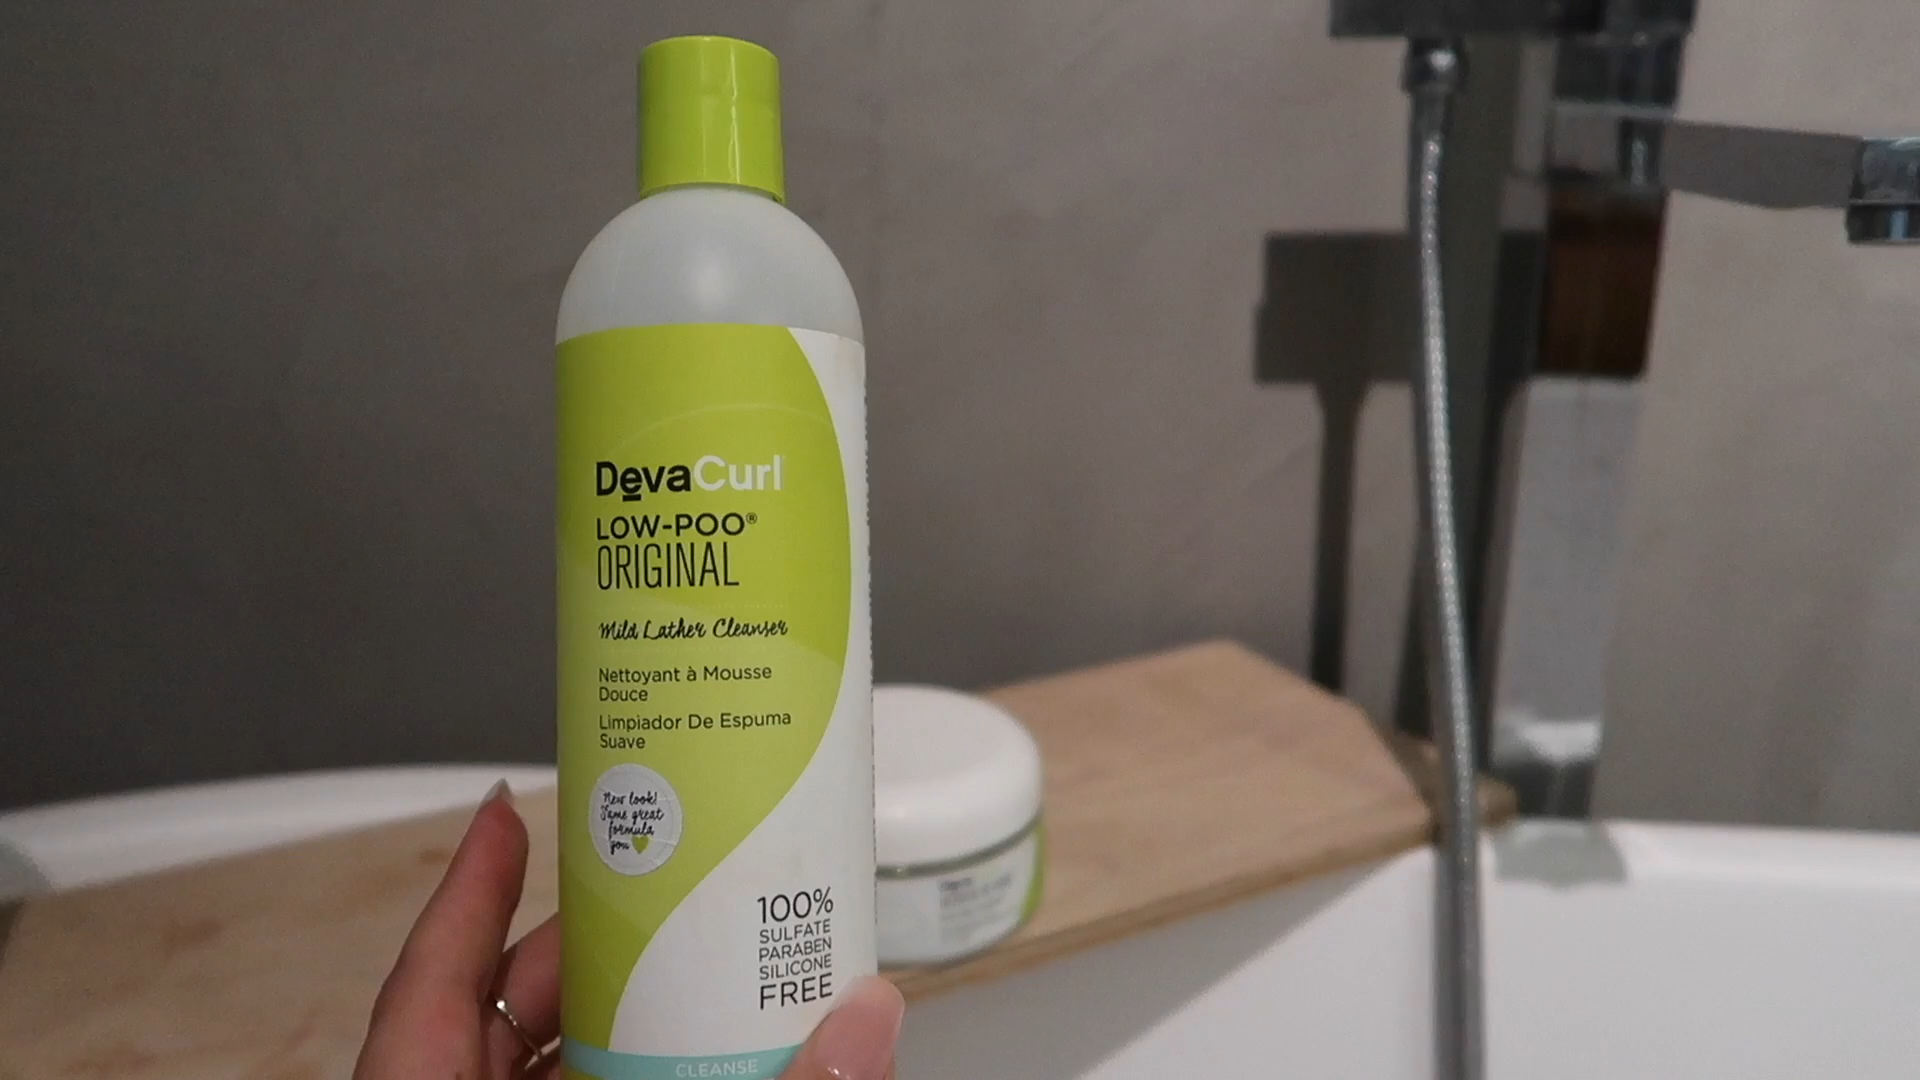 DevaCurl
LOW-POO®
ORIGINAL
Mild Lather Cleanser
Nettoyant à Mousse
Douce
Limpiador De Espuma
Suave
New look!
Same great
formula
you
100%
SULFATE
PARABEN
SILICONE
FREE
CLEANSE